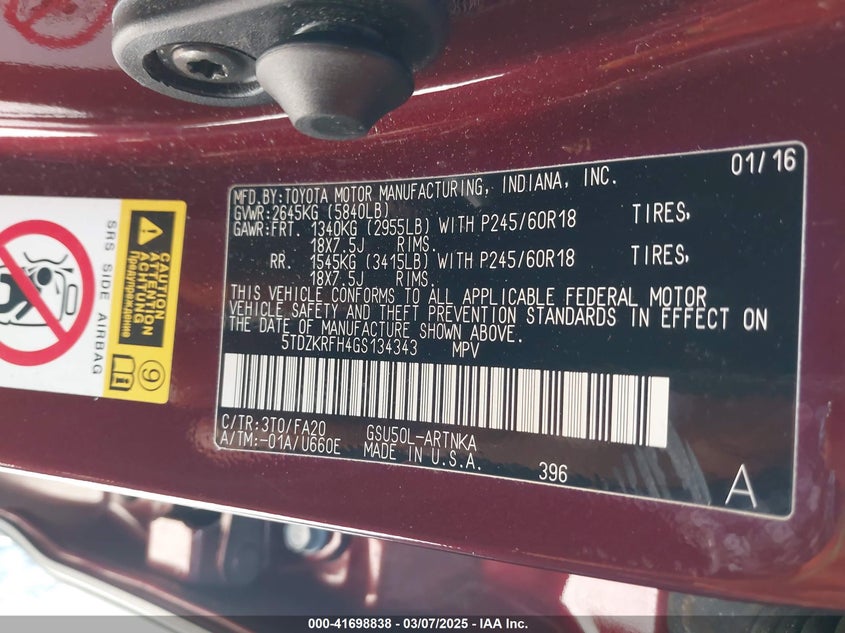 MFD.BY:TOYOTA MOTOR MANUFACTURING, INDIANA, INC. 01/16
GVWR:2645KG (5840LB)
GAWR:FRT. 1340KG (2955LB) WITH P245/60R18 TIRES,
18X7.5J RIMS.
RR. 1545KG (3415LB) WITH P245/60R18 TIRES,
18X7.5J RIMS.
THIS VEHICLE CONFORMS TO ALL APPLICABLE FEDERAL MOTOR
VEHICLE SAFETY AND THEFT PREVENTION STANDARDS IN EFFECT ON
THE DATE OF MANUFACTURE SHOWN ABOVE.
5TDZKRFH4GS134343 MPV
C/TR:3T0/FA20 GSU50L-ARTNKA
A/TM:-01A/U660E MADE IN U.S.A.
396
A
SRS SIDE AIRBAG
CAUTION
ATTENTION
ACHTUNG
Предупреждение
9
000-41698838 - 03/07/2025 - IAA Inc.